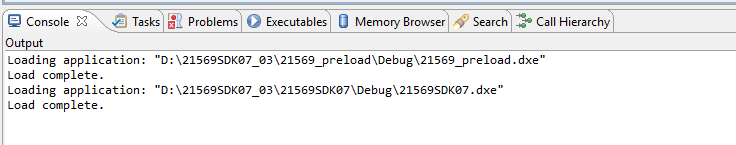 Console Tasks Problems Executables Memory Browser Search Call Hierarchy
Output
Loading application: "D:\21569SDK07_03\21569_preload\Debug\21569_preload.dxe"
Load complete.
Loading application: "D:\21569SDK07_03\21569SDK07\Debug\21569SDK07.dxe"
Load complete.